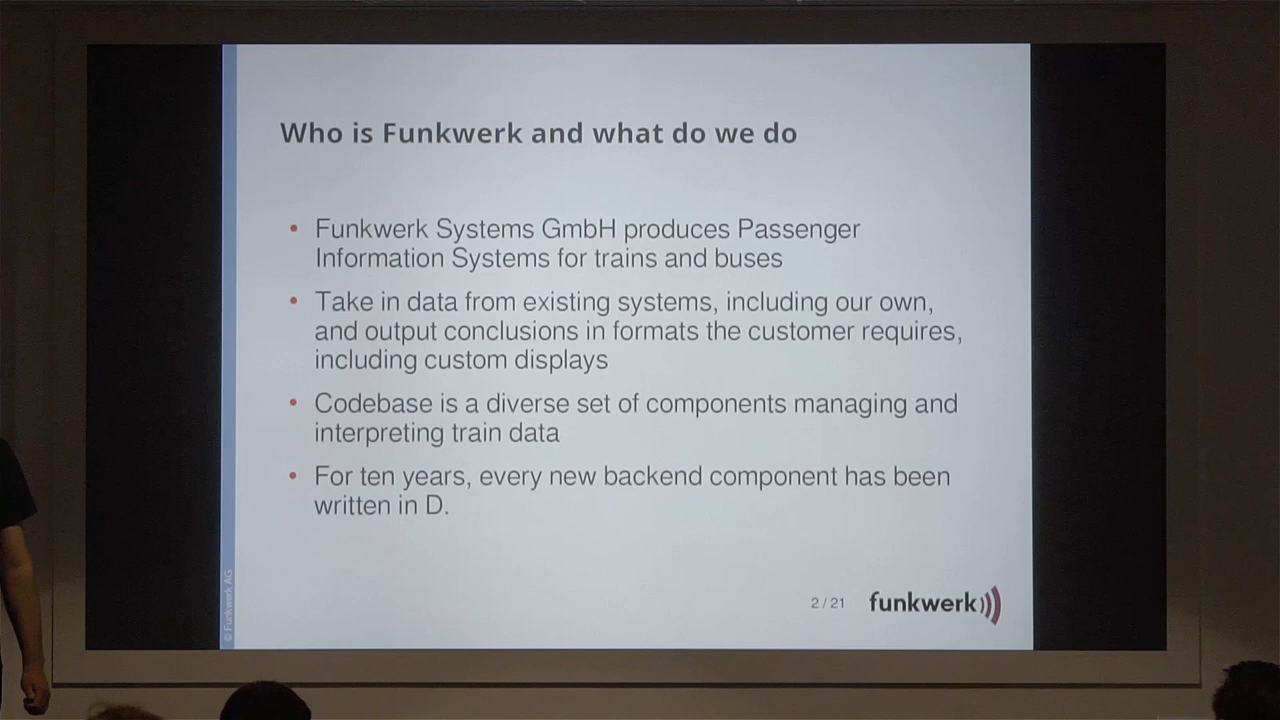 Who is Funkwerk and what do we do
• Funkwerk Systems GmbH produces Passenger
Information Systems for trains and buses
• Take in data from existing systems, including our own,
and output conclusions in formats the customer requires,
including custom displays
• Codebase is a diverse set of components managing and
interpreting train data
• For ten years, every new backend component has been
written in D.
© Funkwerk AG
2 / 21
funkwerk